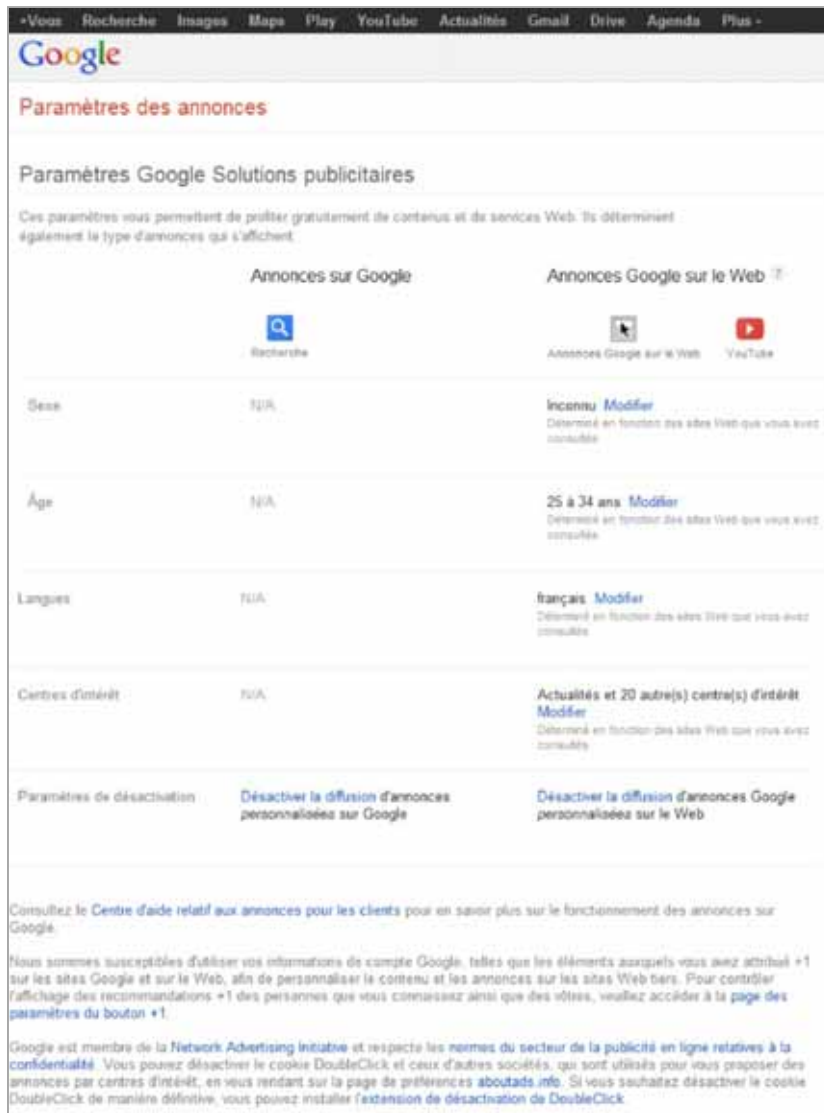 +Vous Recherche Images Maps Play YouTube Actualités Gmail Drive Agenda Plus
Google
Paramètres des annonces
Paramètres Google Solutions publicitaires
Ces paramètres vous permettent de profiter gratuitement de contenus et de services Web. Ils déterminent
également le type d'annonces qui s'affichent.
Annonces sur Google Annonces Google sur le Web ?
Recherche Annonces Google sur le Web YouTube
Sexe N/A Inconnu Modifier
Déterminé en fonction des sites Web que vous avez
consultés
Âge N/A 25 à 34 ans Modifier
Déterminé en fonction des sites Web que vous avez
consultés
Langues N/A français Modifier
Déterminé en fonction des sites Web que vous avez
consultés
Centres d'intérêt N/A Actualités et 20 autre(s) centre(s) d'intérêt
Modifier
Déterminé en fonction des sites Web que vous avez
consultés
Paramètres de désactivation Désactiver la diffusion d'annonces Désactiver la diffusion d'annonces Google
personnalisées sur Google personnalisées sur le Web
Consultez le Centre d'aide relatif aux annonces pour les clients pour en savoir plus sur le fonctionnement des annonces sur
Google.
Nous sommes susceptibles d'utiliser vos informations de compte Google, telles que les éléments auxquels vous avez attribué +1
sur les sites Google et sur le Web, afin de personnaliser le contenu et les annonces sur les sites Web tiers. Pour contrôler
l'affichage des recommandations +1 des personnes que vous connaissez ainsi que des vôtres, veuillez accéder à la page des
paramètres du bouton +1.
Google est membre de la Network Advertising Initiative et respecte les normes du secteur de la publicité en ligne relatives à la
confidentialité. Vous pouvez désactiver le cookie DoubleClick et ceux d'autres sociétés, qui sont utilisés pour vous proposer des
annonces par centres d'intérêt, en vous rendant sur la page de préférences aboutads.info. Si vous souhaitez désactiver le cookie
DoubleClick de manière définitive, vous pouvez installer l'extension de désactivation de DoubleClick